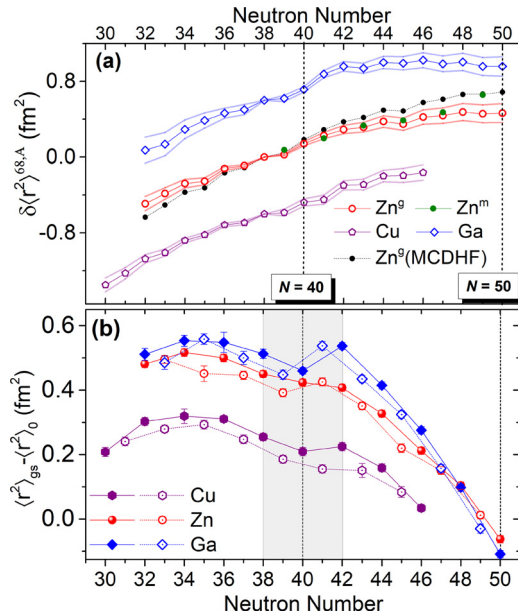 Neutron Number
30 32 34 36 38 40 42 44 46 48 50
(a)
δ⟨r²⟩^{68,A} (fm²)
0.8
0.0
-0.8
Zn^g Zn^m
Cu Ga
Zn^g(MCDHF)
N = 40
N = 50
(b)
⟨r²⟩_{gs}-⟨r²⟩_0 (fm²)
0.6
0.4
0.2
0.0
Cu
Zn
Ga
30 32 34 36 38 40 42 44 46 48 50
Neutron Number